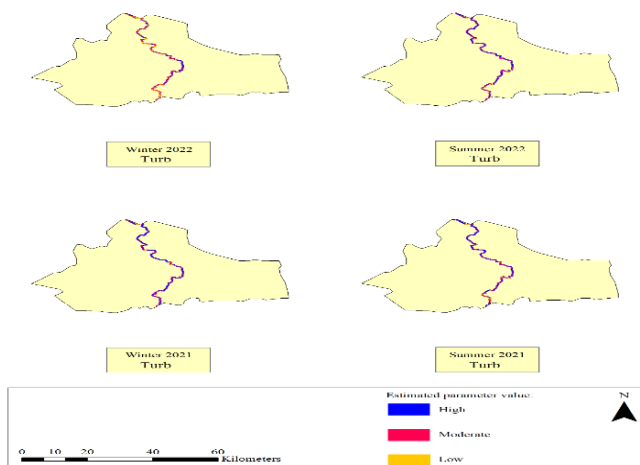 Winter 2022
Turb
Summer 2022
Turb
Winter 2021
Turb
Summer 2021
Turb
Estimated parameter value:
High
Moderate
Low
N
0 10 20 40 60
Kilometers